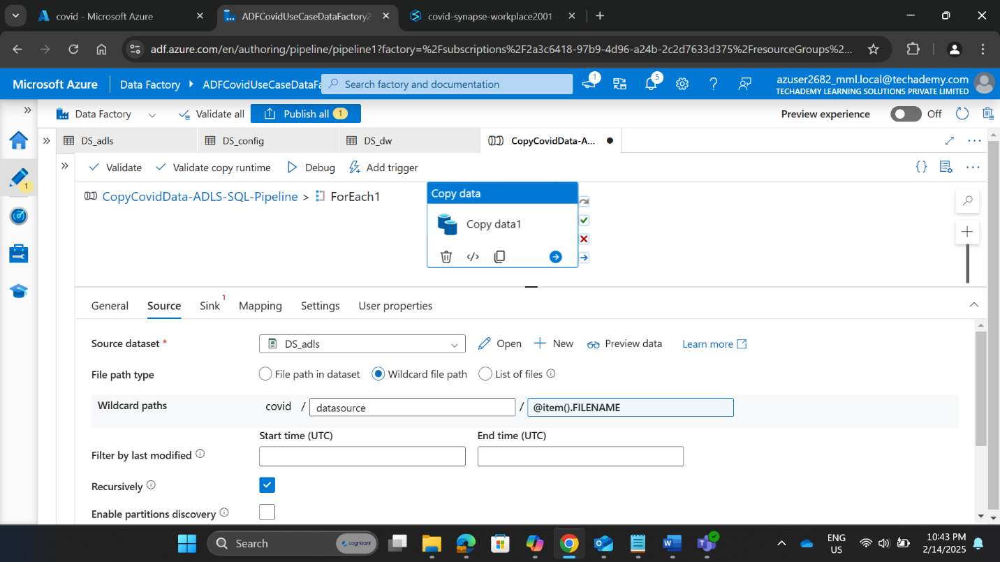 covid - Microsoft Azure
ADFCovidUseCaseDataFactory2
covid-synapse-workplace2001
adf.azure.com/en/authoring/pipeline/pipeline1?factory=%2Fsubscriptions%2F2a3c6418-97b9-4d96-a24b-2c2d7633d375%2FresourceGroups%2...
Microsoft Azure
Data Factory
ADFCovidUseCaseDataFa
Search factory and documentation
1
5
azuser2682_mml.local@techademy.com
TECHADEMY LEARNING SOLUTIONS PRIVATE LIMITED
Data Factory
Validate all
Publish all 1
Preview experience
Off
DS_adls
DS_config
DS_dw
CopyCovidData-A...
1
Validate
Validate copy runtime
Debug
Add trigger
CopyCovidData-ADLS-SQL-Pipeline > ForEach1
Copy data
Copy data1
General
Source
Sink 1
Mapping
Settings
User properties
Source dataset *
DS_adls
Open
New
Preview data
Learn more
File path type
File path in dataset
Wildcard file path
List of files
Wildcard paths
covid / datasource / @item().FILENAME
Start time (UTC)
End time (UTC)
Filter by last modified
Recursively
Enable partitions discovery
Search
cognizant
ENG
US
10:43 PM
2/14/2025